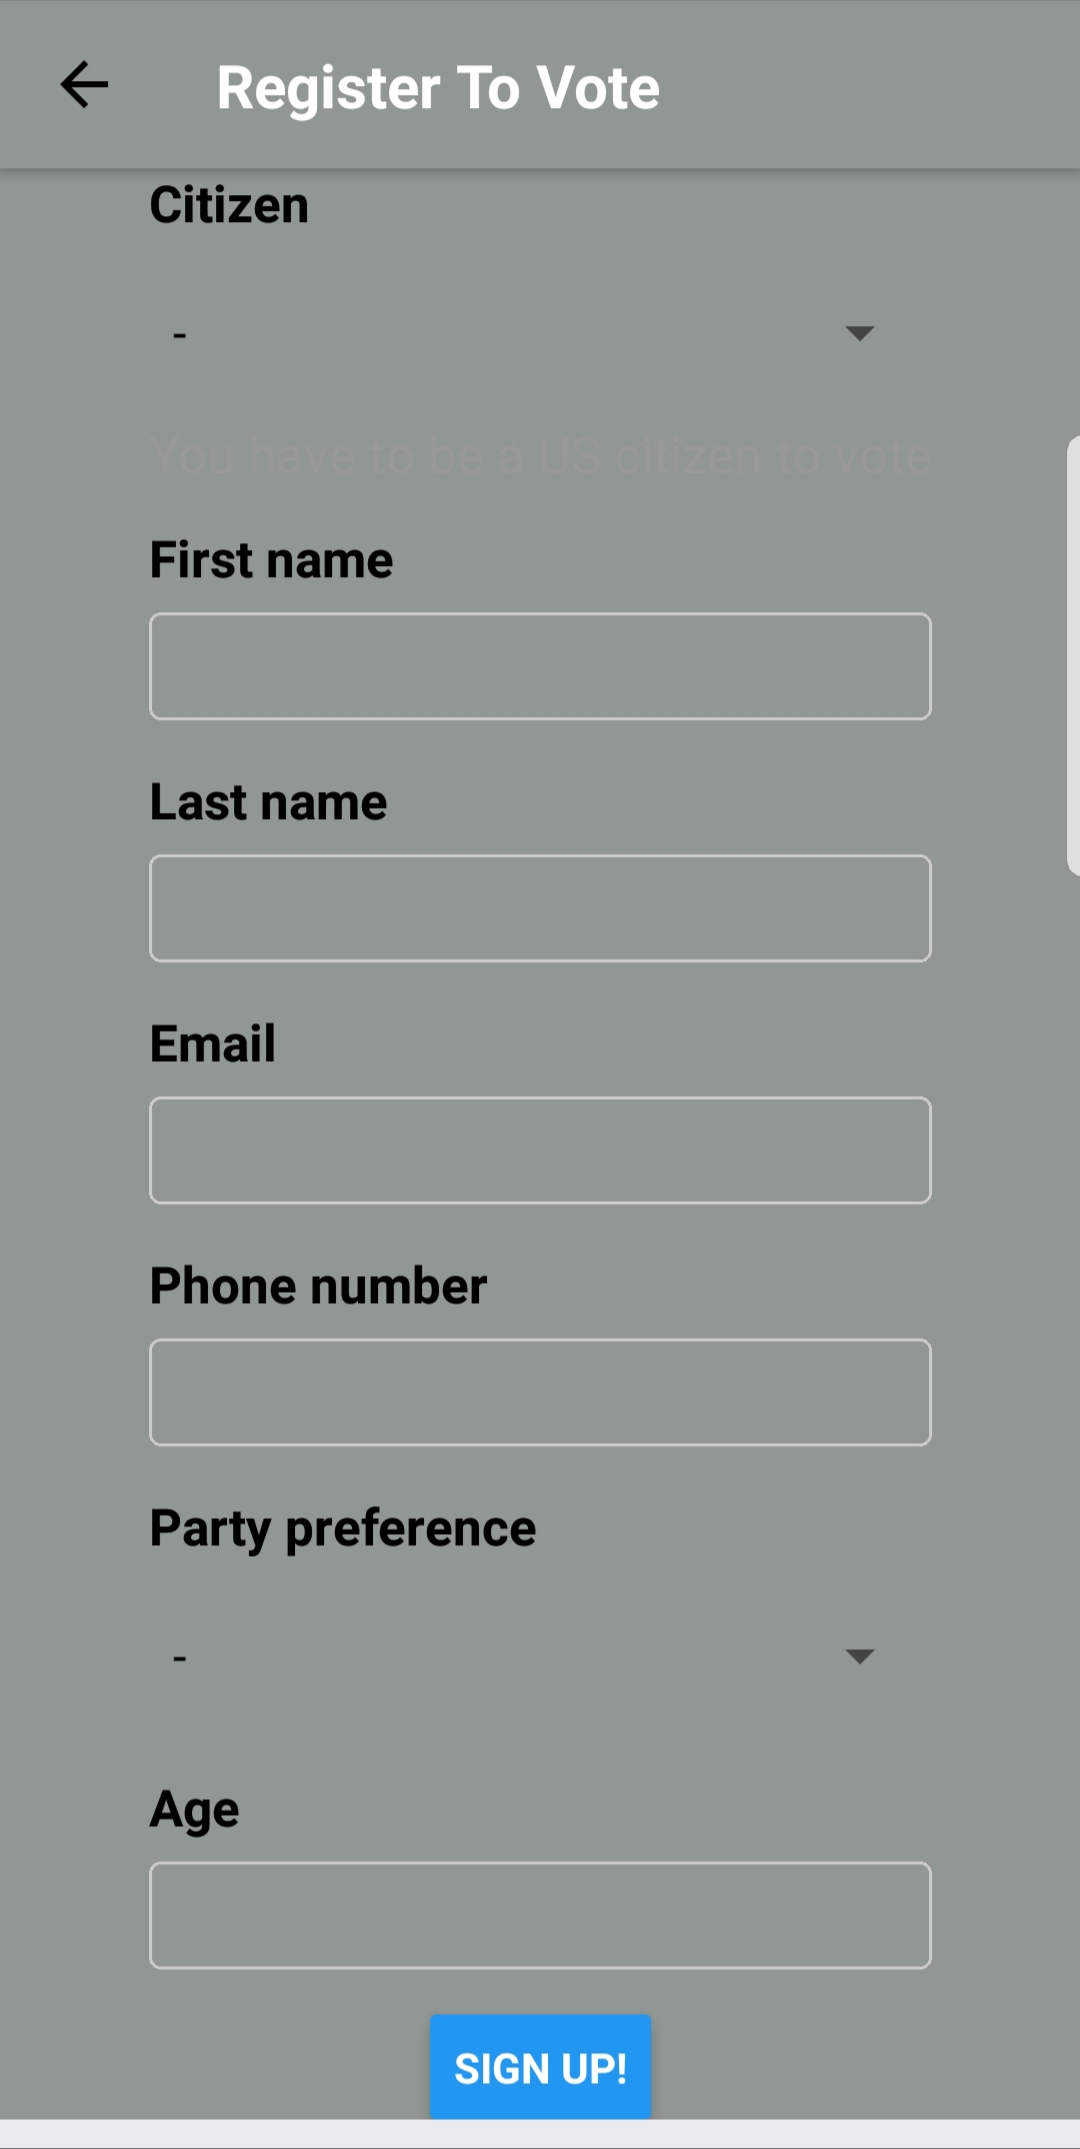 Register To Vote
Citizen
-
You have to be a US citizen to vote
First name
Last name
Email
Phone number
Party preference
-
Age
SIGN UP!